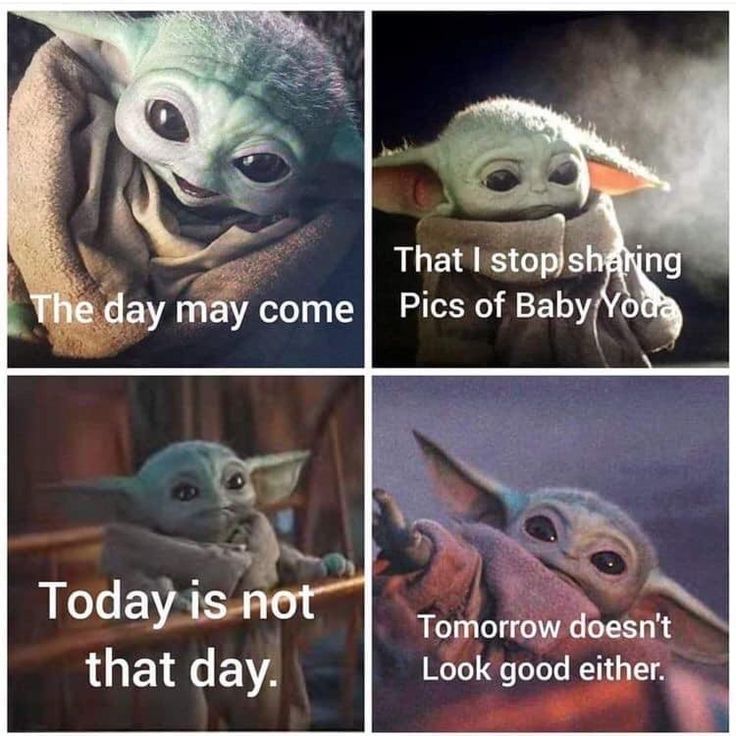 The day may come
That I stop sharing
Pics of Baby Yoda
Today is not
that day.
Tomorrow doesn't
Look good either.